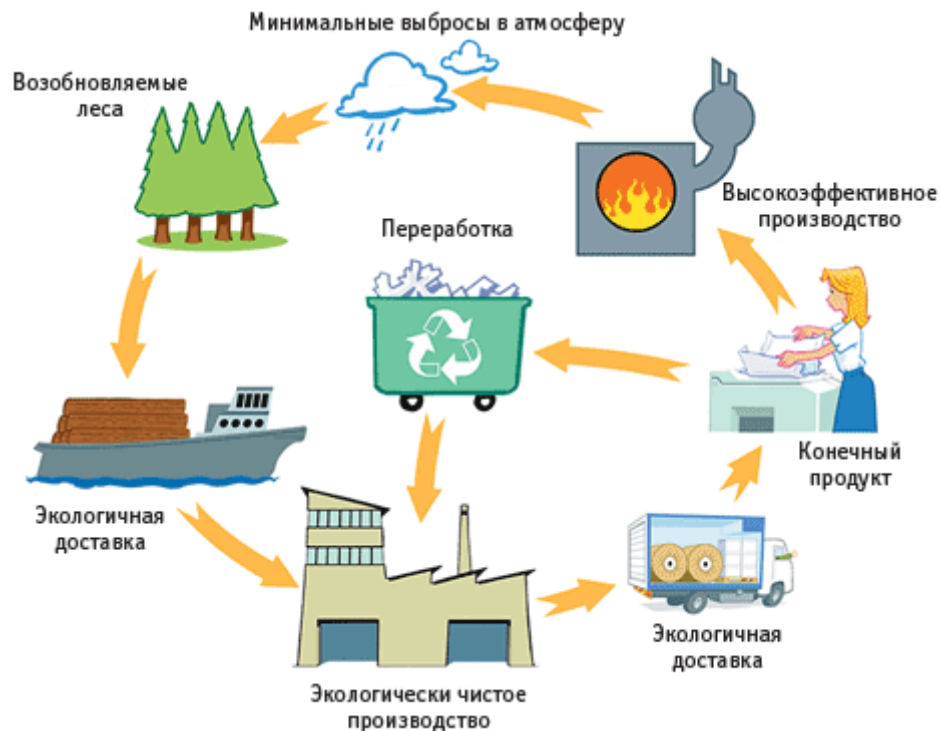 Минимальные выбросы в атмосферу
Возобновляемые
леса
Высокоэффективное
производство
Переработка
Конечный
продукт
Экологичная
доставка
Экологичная
доставка
Экологически чистое
производство